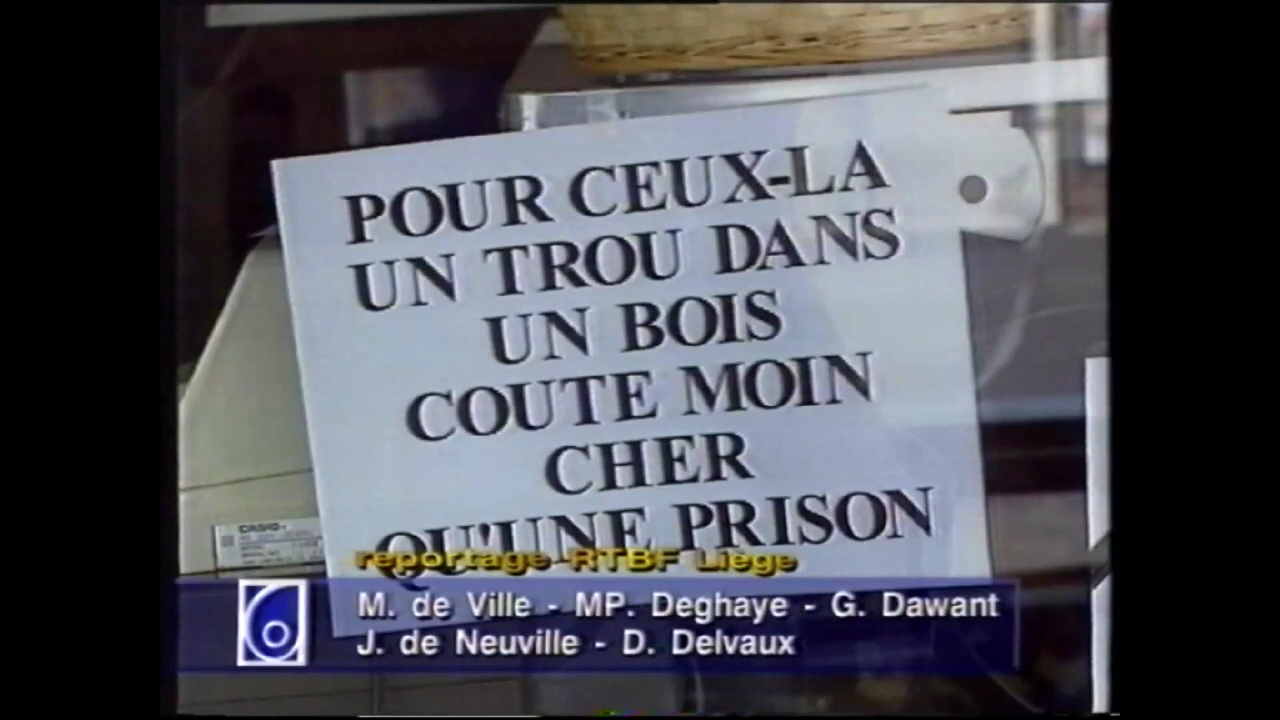 POUR CEUX-LA
UN TROU DANS
UN BOIS
COUTE MOIN
CHER
QU'UNE PRISON
CASIO
reportage RTBF Liège
M. de Ville - MP. Deghaye - G. Dawant
J. de Neuville - D. Delvaux